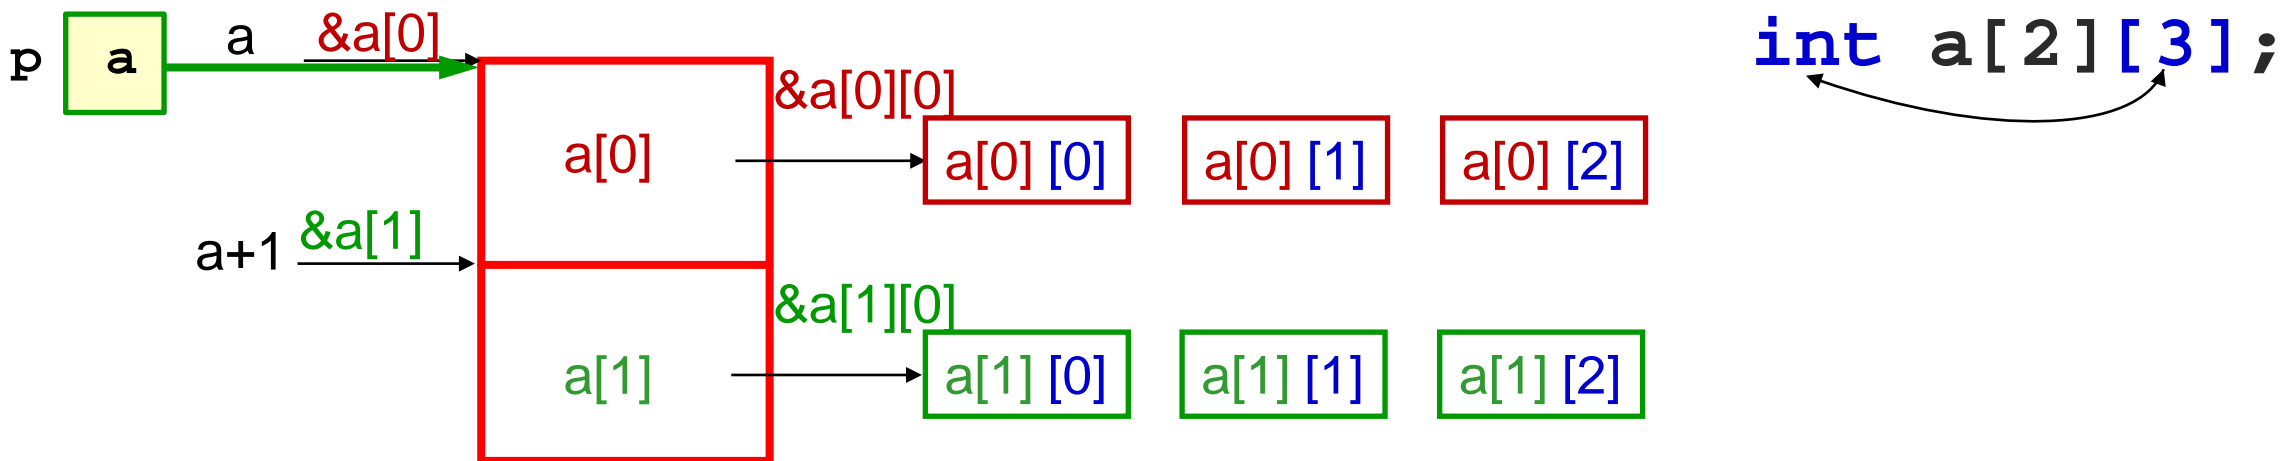 p a a &a[0] int a[2][3];
&a[0][0]
a[0] a[0] [0] a[0] [1] a[0] [2]
a+1 &a[1]
&a[1][0]
a[1] a[1] [0] a[1] [1] a[1] [2]